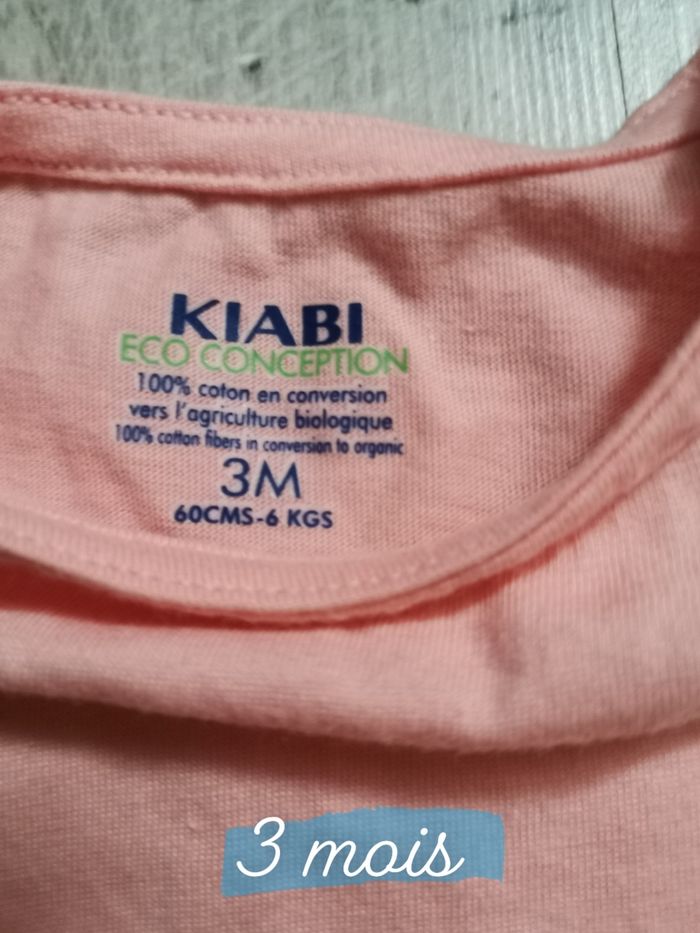 KIABI
ECO CONCEPTION
100% coton en conversion
vers l'agriculture biologique
100% cotton fibers in conversion to organic
3M
60CMS-6 KGS
3 mois